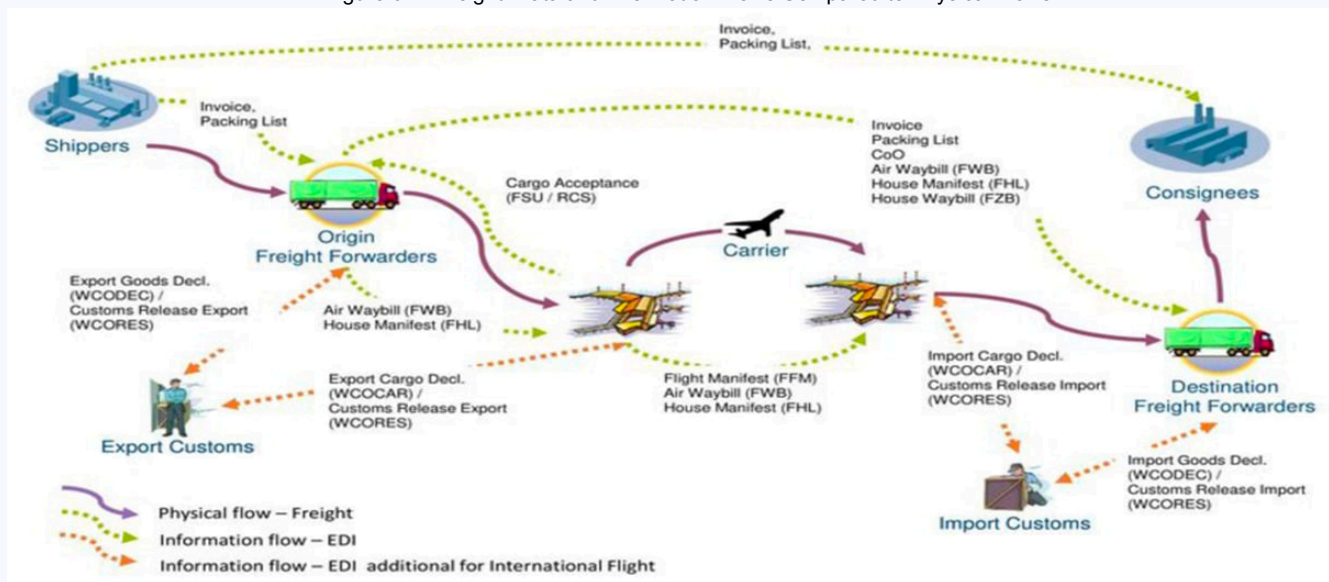 Invoice,
Packing List,
Shippers
Invoice,
Packing List
Invoice
Packing List
CoO
Air Waybill (FWB)
House Manifest (FHL)
House Waybill (FZB)
Consignees
Cargo Acceptance
(FSU / RCS)
Carrier
Origin
Freight Forwarders
Export Goods Decl.
(WCODEC) /
Customs Release Export
(WCORES)
Air Waybill (FWB)
House Manifest (FHL)
Export Cargo Decl.
(WCOCAR) /
Customs Release Export
(WCORES)
Flight Manifest (FFM)
Air Waybill (FWB)
House Manifest (FHL)
Import Cargo Decl.
(WCOCAR) /
Customs Release Import
(WCORES)
Destination
Freight Forwarders
Export Customs
Import Goods Decl.
(WCODEC) /
Customs Release Import
(WCORES)
Import Customs
Physical flow – Freight
Information flow – EDI
Information flow – EDI additional for International Flight